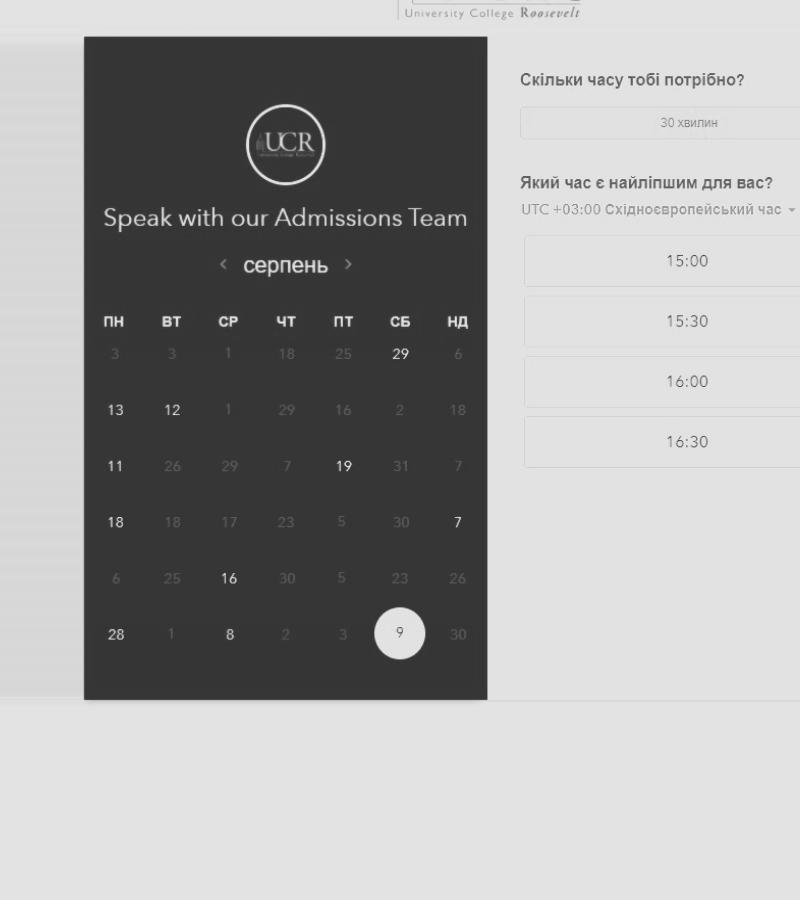 University College Roosevelt
UCR
Speak with our Admissions Team
серпень
ПН ВТ СР ЧТ ПТ СБ НД
3 3 1 18 25 29 6
13 12 1 29 16 2 18
11 26 29 7 19 31 7
18 18 17 23 5 30 7
6 25 16 30 5 23 26
28 1 8 2 3 9 30
Скільки часу тобі потрібно?
30 хвилин
Який час є найліпшим для вас?
UTC +03:00 Східноєвропейський час
15:00
15:30
16:00
16:30